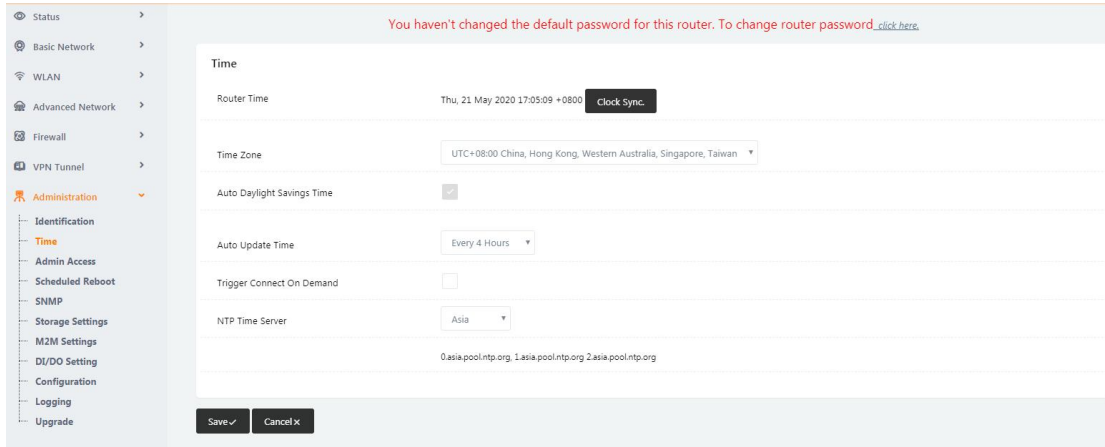 You haven't changed the default password for this router. To change router password click here.
Status
Basic Network
WLAN
Advanced Network
Firewall
VPN Tunnel
Administration
Identification
Time
Admin Access
Scheduled Reboot
SNMP
Storage Settings
M2M Settings
DI/DO Setting
Configuration
Logging
Upgrade
Time
Router Time Thu, 21 May 2020 17:05:09 +0800 Clock Sync.
Time Zone UTC+08:00 China, Hong Kong, Western Australia, Singapore, Taiwan
Auto Daylight Savings Time
Auto Update Time Every 4 Hours
Trigger Connect On Demand
NTP Time Server Asia
0.asia.pool.ntp.org, 1.asia.pool.ntp.org 2.asia.pool.ntp.org
Save Cancel